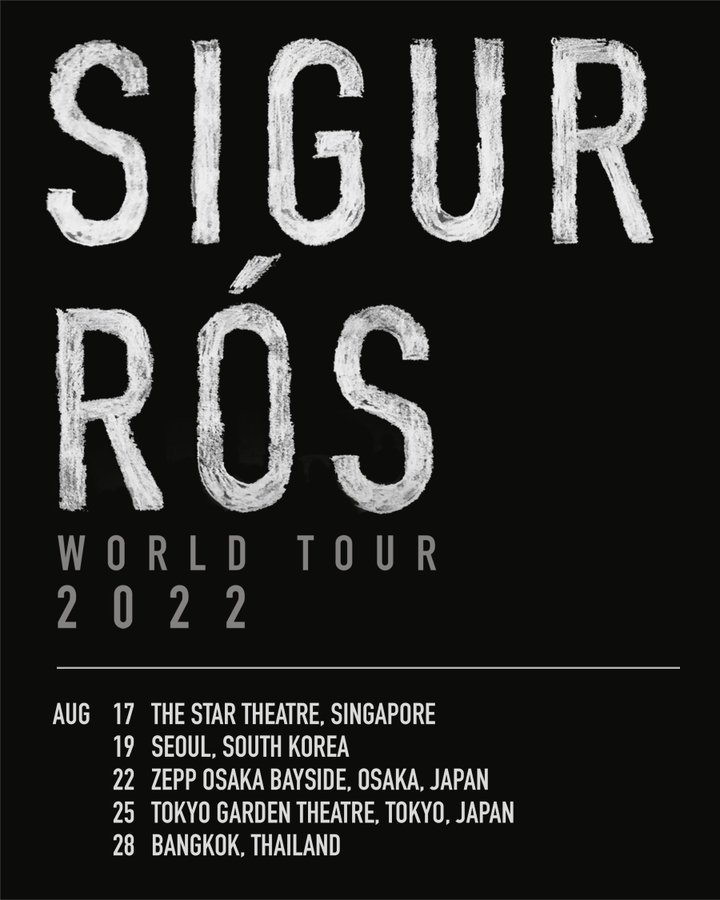 SIGUR
RÓS
WORLD TOUR
2022
AUG 17 THE STAR THEATRE, SINGAPORE
19 SEOUL, SOUTH KOREA
22 ZEPP OSAKA BAYSIDE, OSAKA, JAPAN
25 TOKYO GARDEN THEATRE, TOKYO, JAPAN
28 BANGKOK, THAILAND